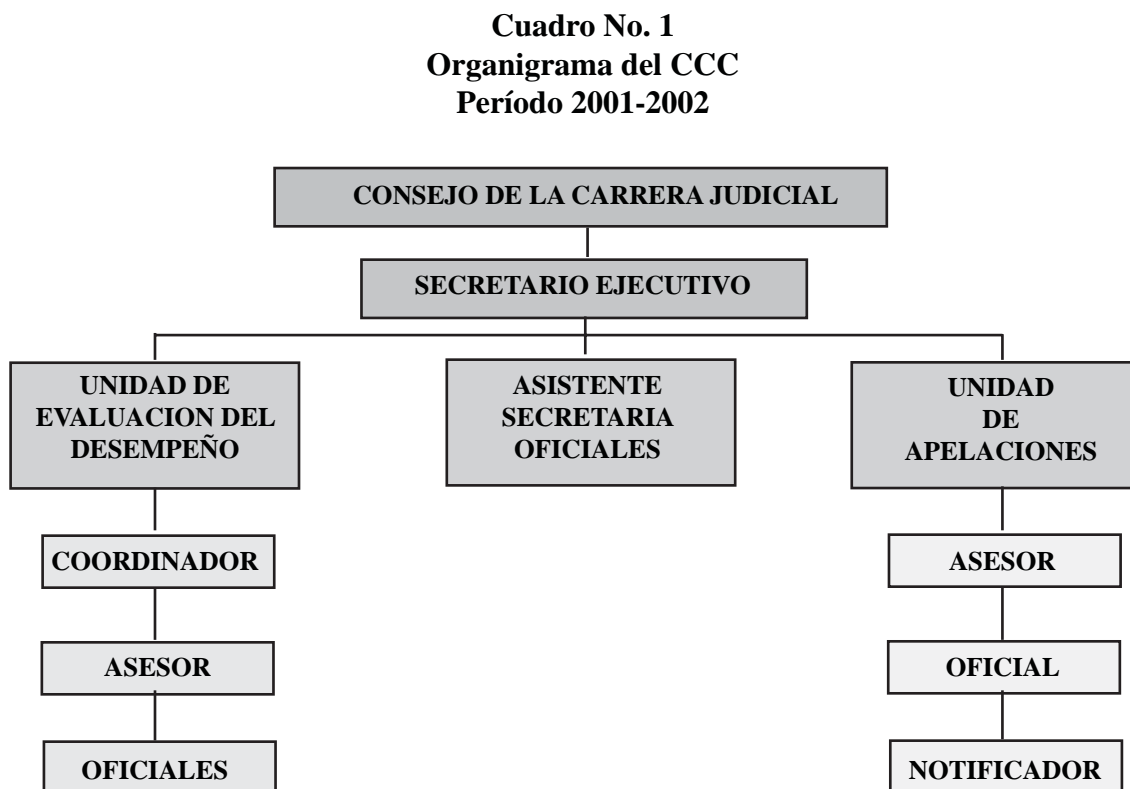 Cuadro No. 1
Organigrama del CCC
Período 2001-2002
CONSEJO DE LA CARRERA JUDICIAL
SECRETARIO EJECUTIVO
UNIDAD DE
EVALUACION DEL
DESEMPEÑO
ASISTENTE
SECRETARIA
OFICIALES
UNIDAD
DE
APELACIONES
COORDINADOR
ASESOR
ASESOR
OFICIAL
OFICIALES
NOTIFICADOR